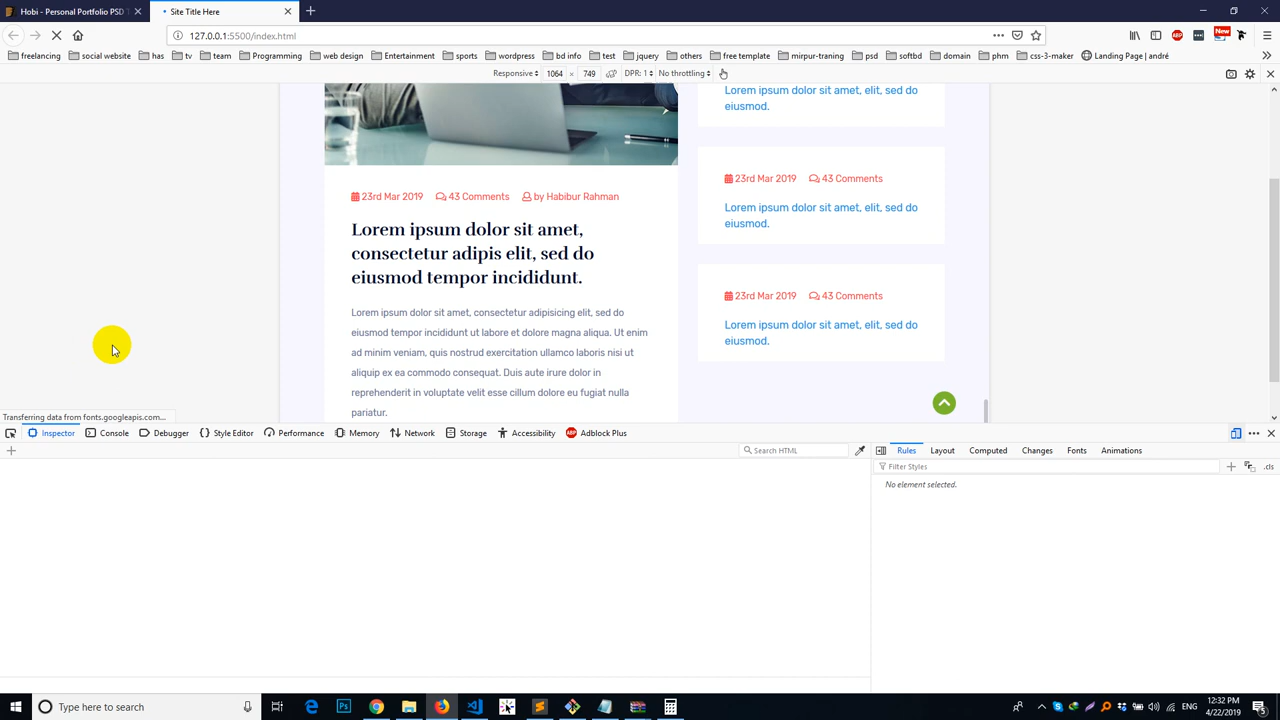 Hobi - Personal Portfolio PSD T
Site Title Here
127.0.0.1:5500/index.html
New
freelancing
social website
has
tv
team
Programming
web design
Entertainment
sports
wordpress
bd info
test
jquery
others
free template
mirpur-traning
psd
softbd
domain
phm
css-3-maker
Landing Page | andré
Responsive
1064 × 749
DPR: 1
No throttling
23rd Mar 2019 43 Comments by Habibur Rahman
Lorem ipsum dolor sit amet,
consectetur adipis elit, sed do
eiusmod tempor incididunt.
Lorem ipsum dolor sit amet, consectetur adipisicing elit, sed do
eiusmod tempor incididunt ut labore et dolore magna aliqua. Ut enim
ad minim veniam, quis nostrud exercitation ullamco laboris nisi ut
aliquip ex ea commodo consequat. Duis aute irure dolor in
reprehenderit in voluptate velit esse cillum dolore eu fugiat nulla
pariatur.
Lorem ipsum dolor sit amet, elit, sed do
eiusmod.
23rd Mar 2019 43 Comments
Lorem ipsum dolor sit amet, elit, sed do
eiusmod.
23rd Mar 2019 43 Comments
Lorem ipsum dolor sit amet, elit, sed do
eiusmod.
Transferring data from fonts.googleapis.com...
Inspector
Console
Debugger
Style Editor
Performance
Memory
Network
Storage
Accessibility
ABP
Adblock Plus
Search HTML
Rules
Layout
Computed
Changes
Fonts
Animations
Filter Styles
.cls
No element selected.
Type here to search
Ps
ENG
12:32 PM
4/22/2019
5